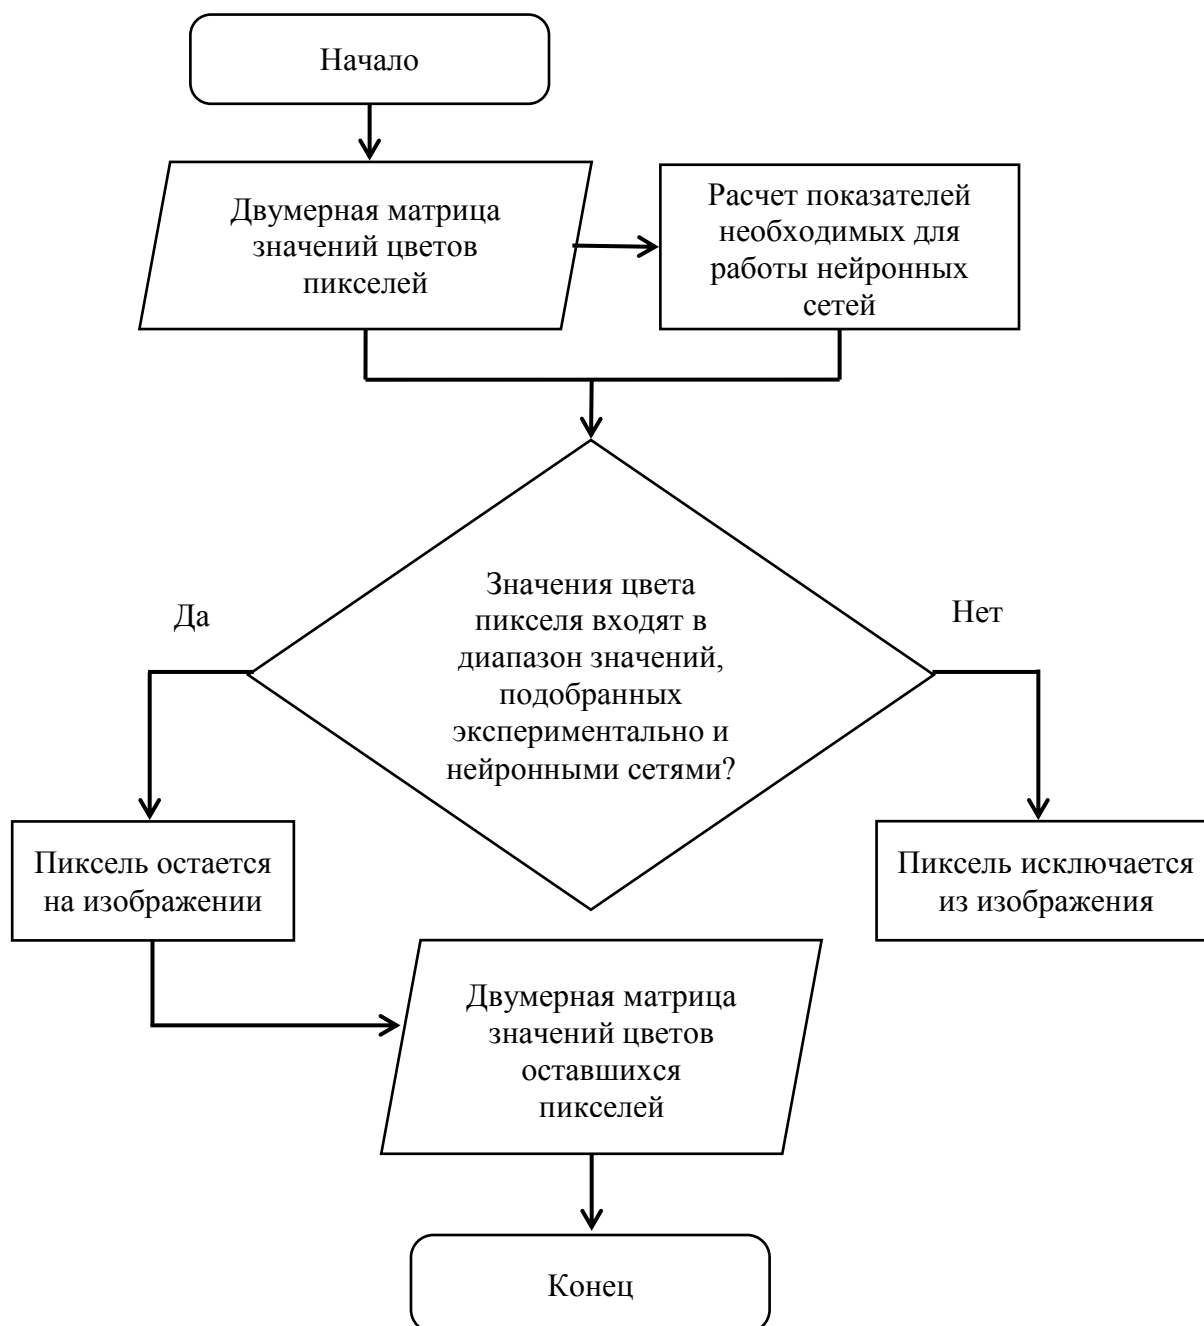 Начало
Двумерная матрица
значений цветов
пикселей
Расчет показателей
необходимых для
работы нейронных
сетей
Значения цвета
пикселя входят в
диапазон значений,
подобранных
экспериментально и
нейронными сетями?
Да
Нет
Пиксель остается
на изображении
Пиксель исключается
из изображения
Двумерная матрица
значений цветов
оставшихся
пикселей
Конец